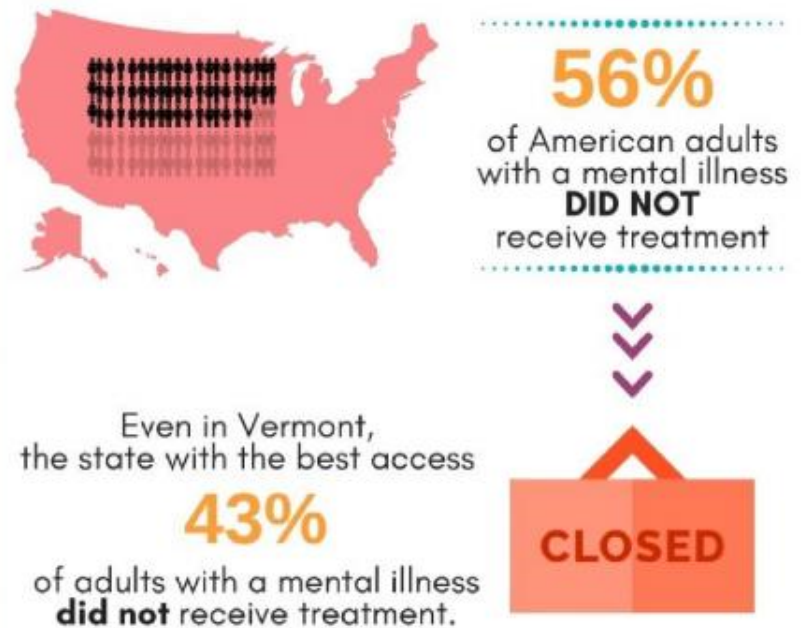 56%
of American adults
with a mental illness
DID NOT
receive treatment
Even in Vermont,
the state with the best access
43%
of adults with a mental illness
did not receive treatment.
CLOSED